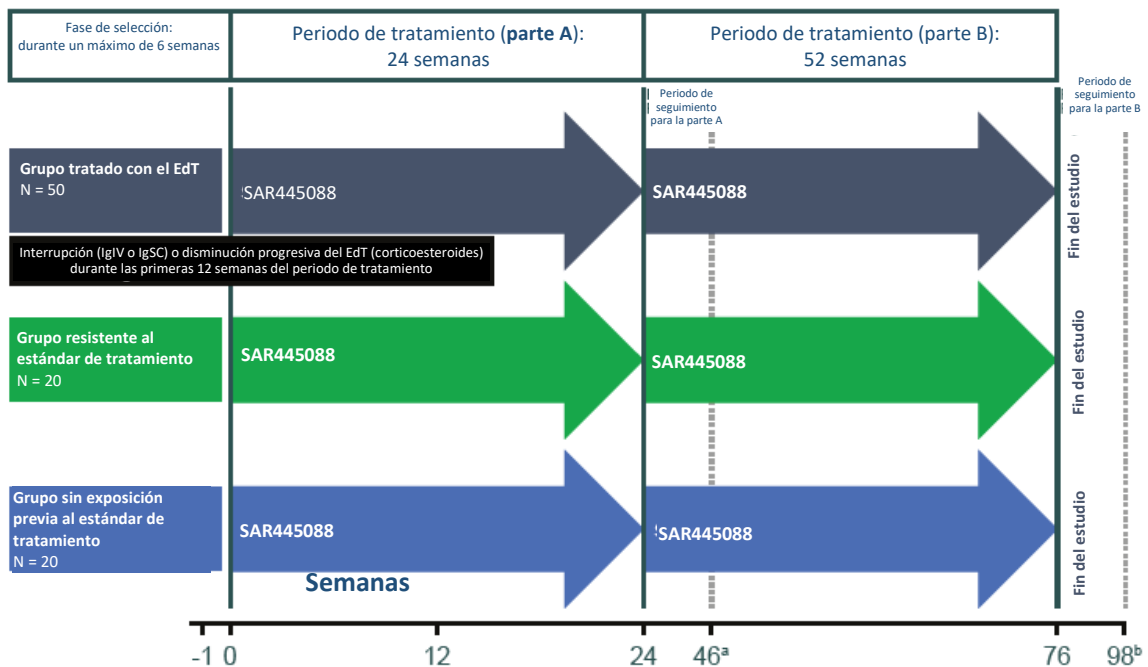 Fase de selección:
durante un máximo de 6 semanas
Periodo de tratamiento (parte A):
24 semanas
Periodo de tratamiento (parte B):
52 semanas
Periodo de
seguimiento
para la parte A
Periodo de
seguimiento
para la parte B
Grupo tratado con el EdT
N = 50
SAR445088
SAR445088
Fin del estudio
Interrupción (IgIV o IgSC) o disminución progresiva del EdT (corticoesteroides)
durante las primeras 12 semanas del periodo de tratamiento
Grupo resistente al
estándar de tratamiento
N = 20
SAR445088
SAR445088
Fin del estudio
Grupo sin exposición
previa al estándar de
tratamiento
N = 20
SAR445088
SAR445088
Fin del estudio
Semanas
-1 0 12 24 46ª 76 98ᵇ